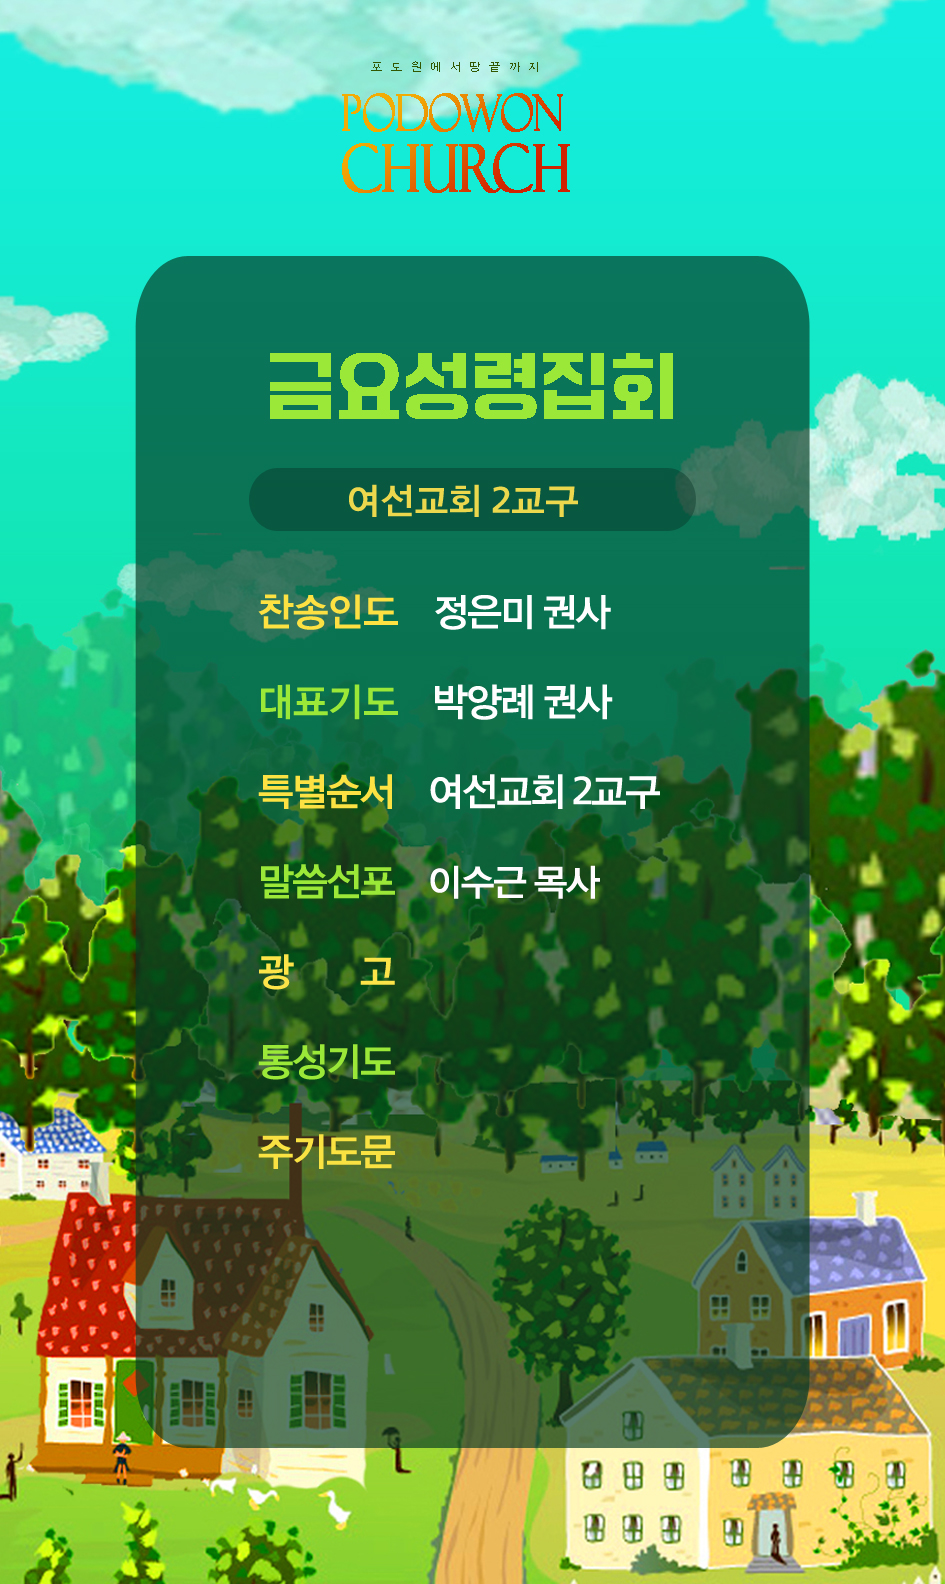 포도원에서땅끝까지
PODOWON
CHURCH
금요성령집회
여선교회 2교구
찬송인도 정은미 권사
대표기도 박양례 권사
특별순서 여선교회 2교구
말씀선포 이수근 목사
광 고
통성기도
주기도문